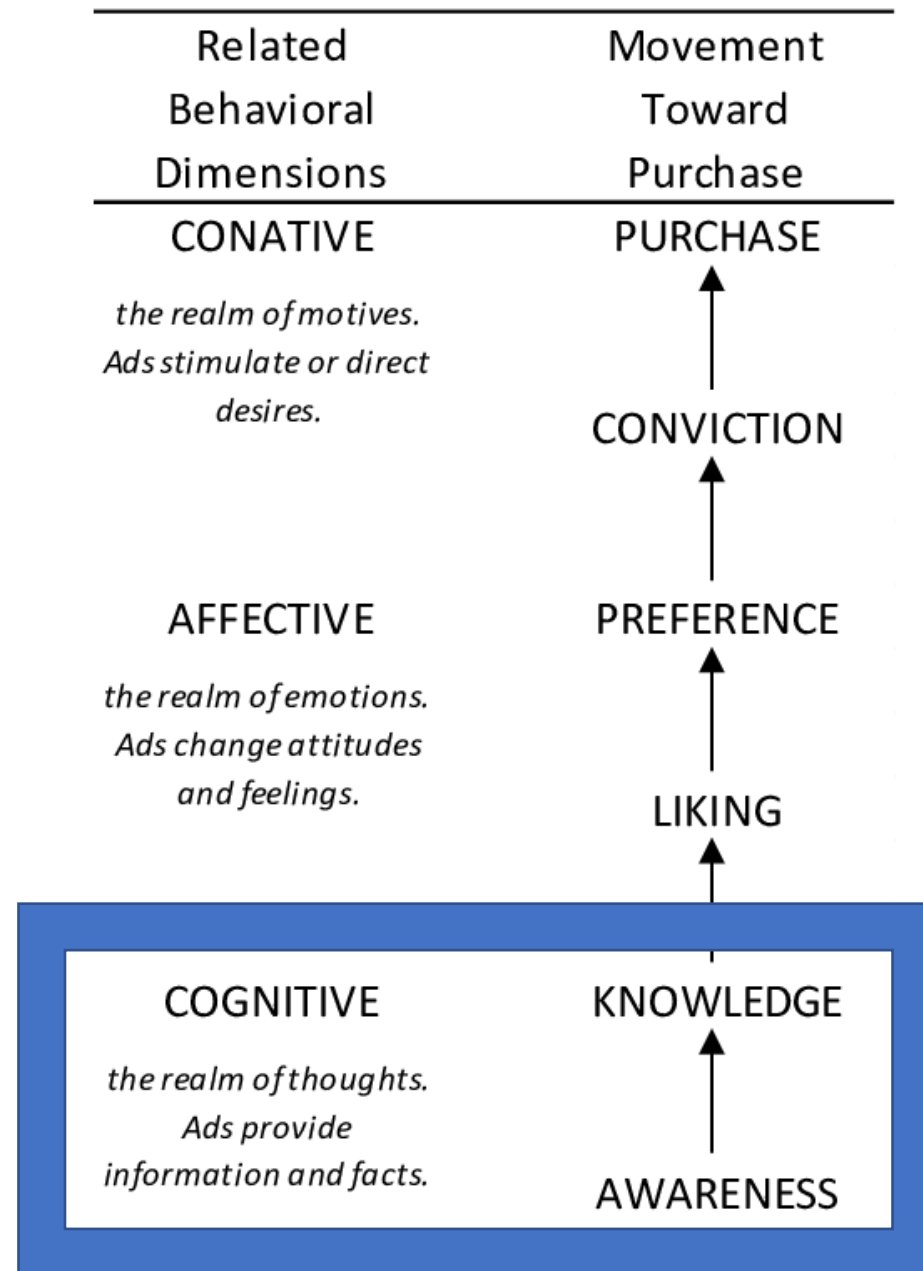 Related
Behavioral
Dimensions
Movement
Toward
Purchase
CONATIVE
the realm of motives.
Ads stimulate or direct
desires.
PURCHASE
CONVICTION
AFFECTIVE
the realm of emotions.
Ads change attitudes
and feelings.
PREFERENCE
LIKING
COGNITIVE
the realm of thoughts.
Ads provide
information and facts.
KNOWLEDGE
AWARENESS